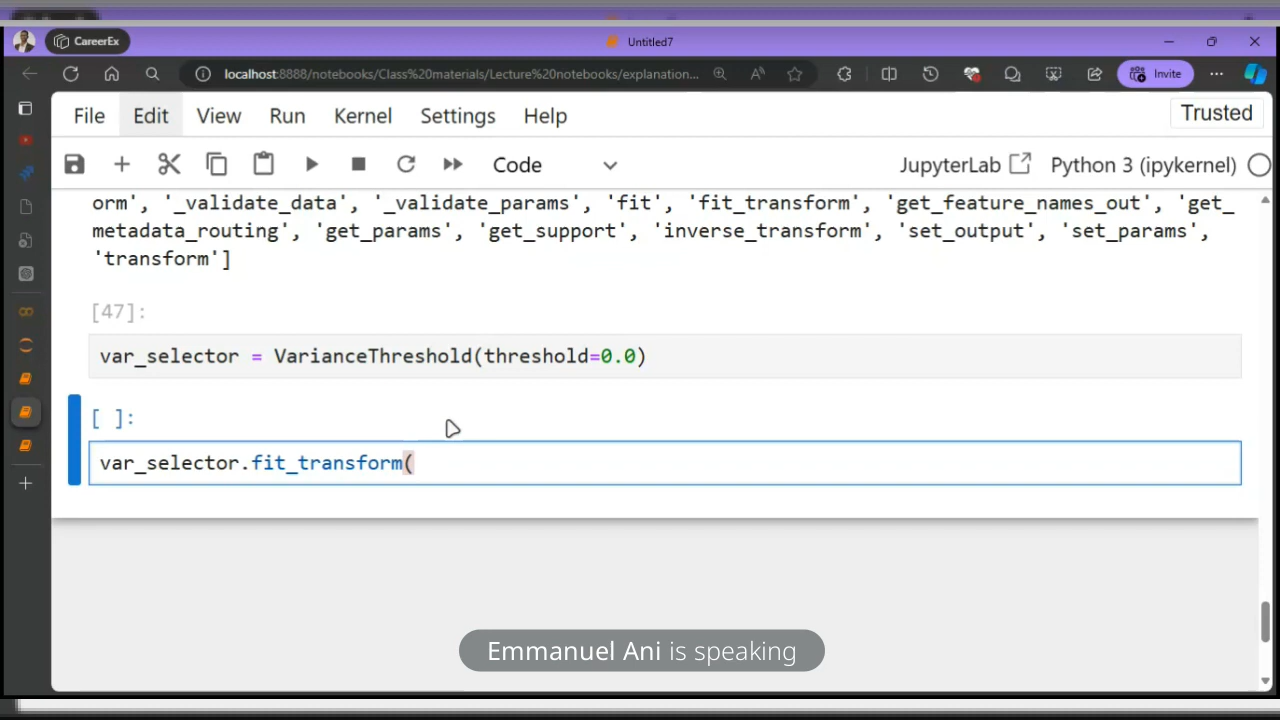 CareerEx
Untitled7
localhost:8888/notebooks/Class%20materials/Lecture%20notebooks/explanation...
Invite
File Edit View Run Kernel Settings Help
Trusted
Code
JupyterLab
Python 3 (ipykernel)
orm', '_validate_data', '_validate_params', 'fit', 'fit_transform', 'get_feature_names_out', 'get_
metadata_routing', 'get_params', 'get_support', 'inverse_transform', 'set_output', 'set_params',
'transform']
[47]:
var_selector = VarianceThreshold(threshold=0.0)
[ ]:
var_selector.fit_transform(
Emmanuel Ani is speaking